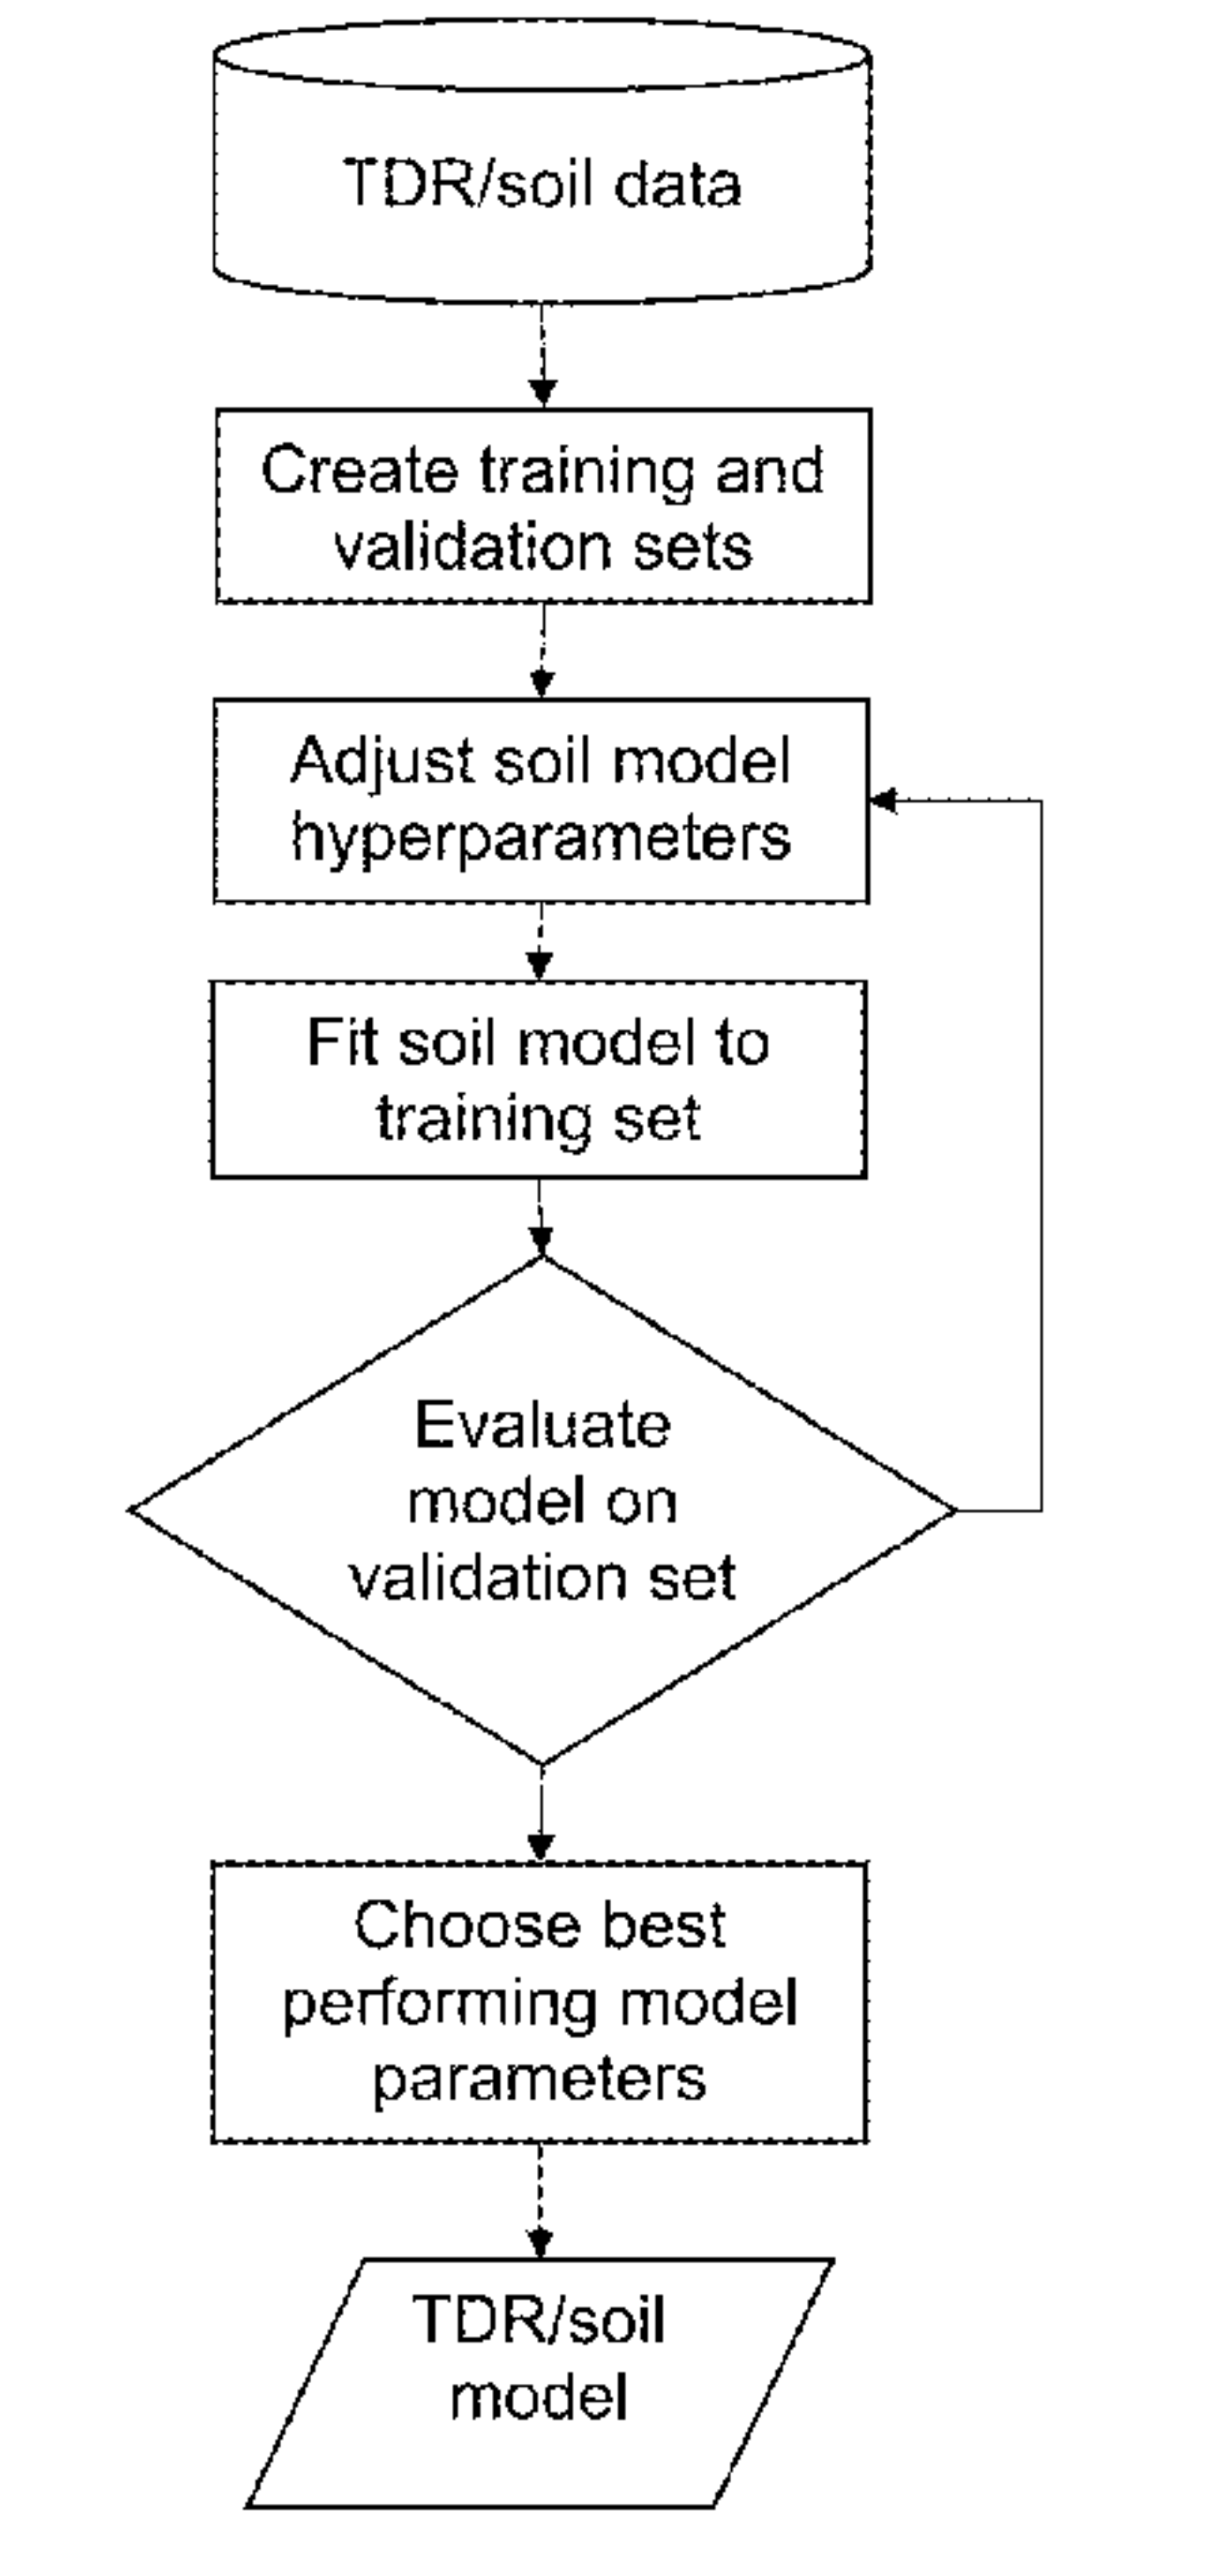 TDR/soil data
Create training and
validation sets
Adjust soil model
hyperparameters
Fit soil model to
training set
Evaluate
model on
validation set
Choose best
performing model
parameters
TDR/soil
model